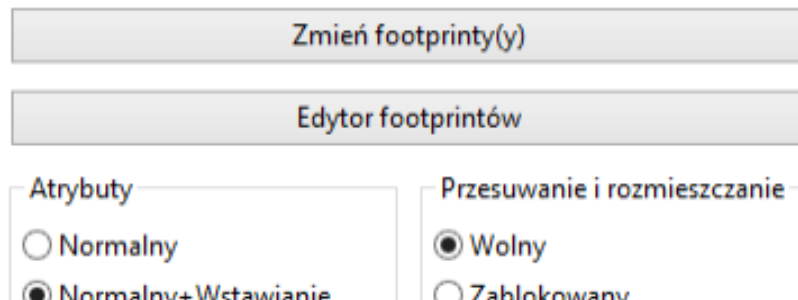 Zmień footprinty(y)
Edytor footprintów
Atrybuty
Przesuwanie i rozmieszczanie
Normalny
Wolny
Normalny+Wstawianie
Zablokowany